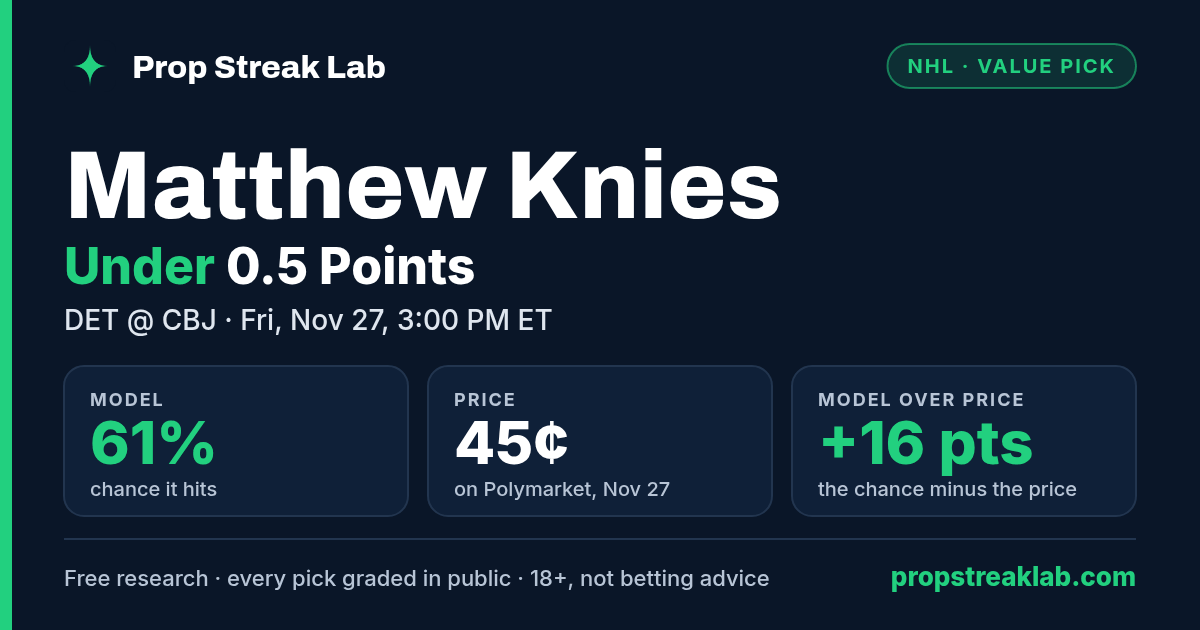 Prop Streak Lab
NHL · VALUE PICK
Matthew Knies
Under 0.5 Points
DET @ CBJ · Fri, Nov 27, 3:00 PM ET
MODEL
61%
chance it hits
PRICE
45¢
on Polymarket, Nov 27
MODEL OVER PRICE
+16 pts
the chance minus the price
Free research · every pick graded in public · 18+, not betting advice
propstreaklab.com